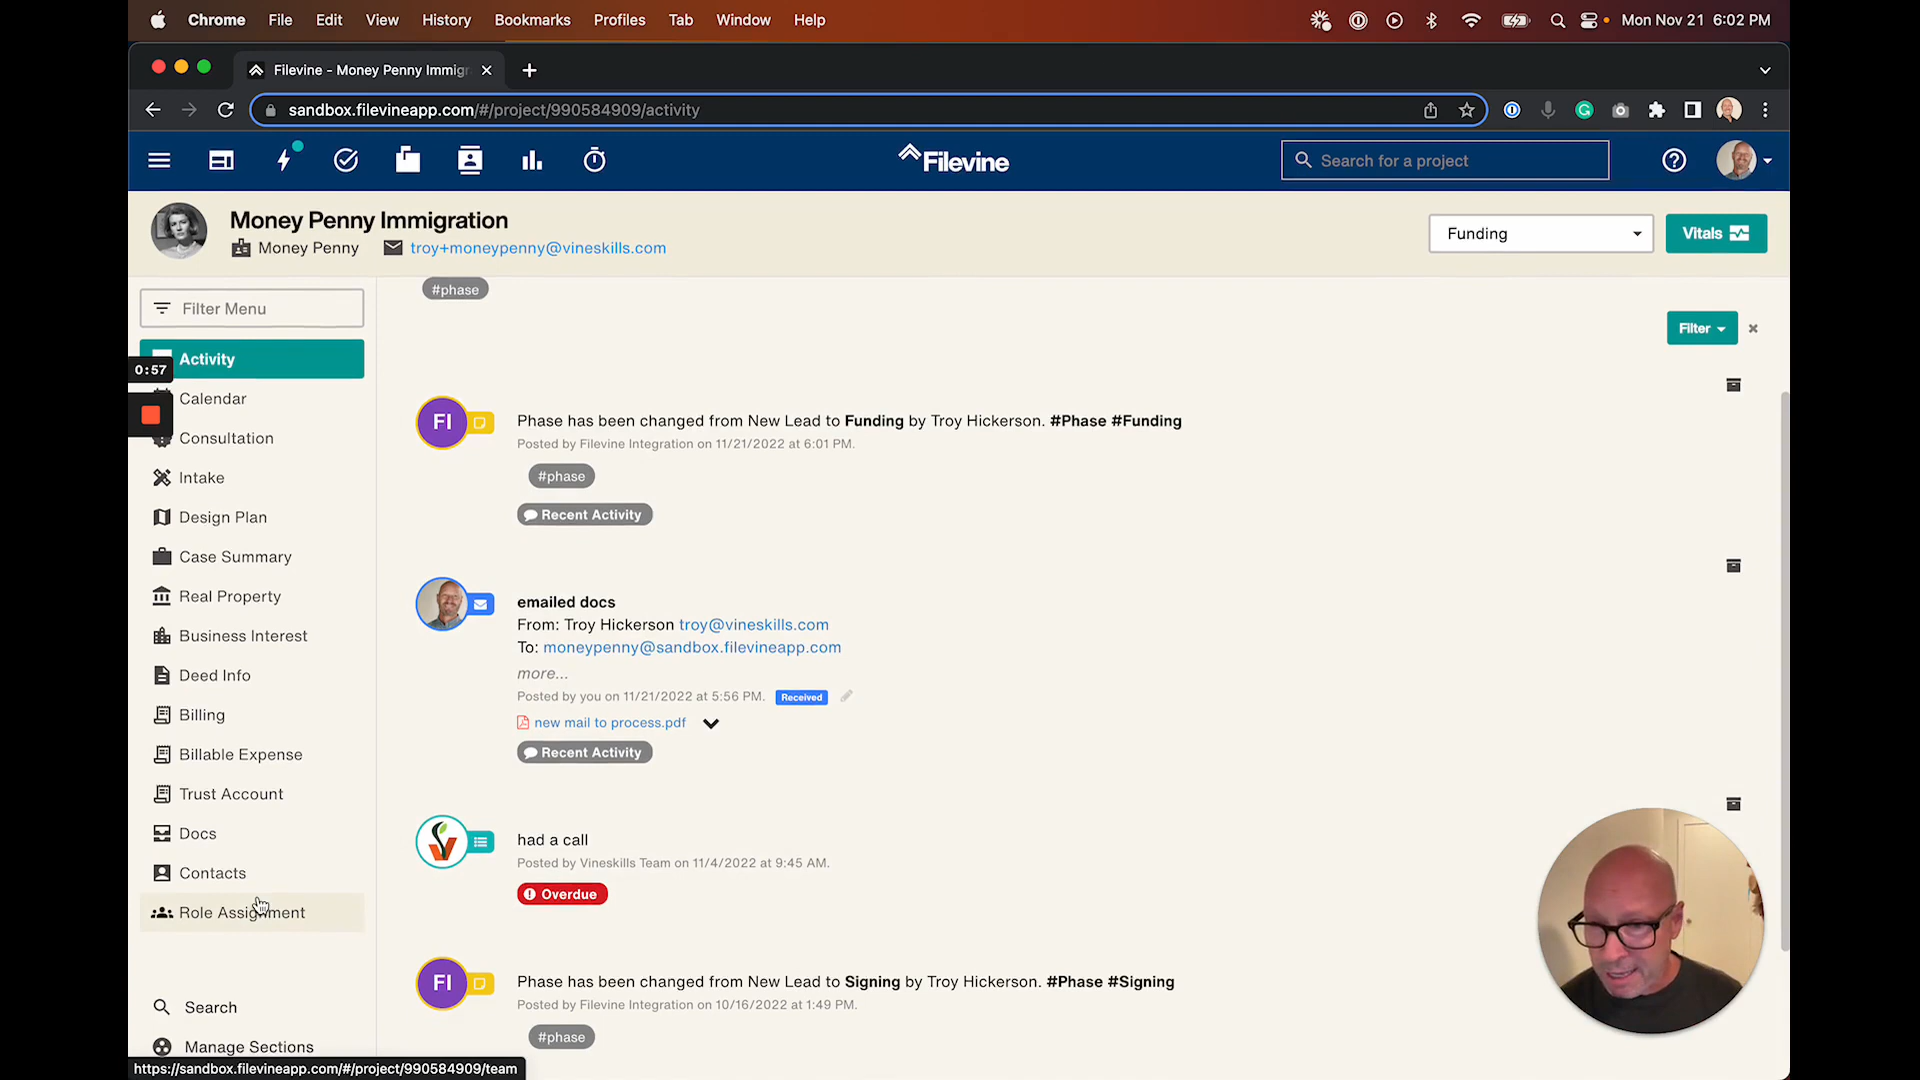 Chrome File Edit View History Bookmarks Profiles Tab Window Help Mon Nov 21 6:02 PM
Filevine - Money Penny Immigr
sandbox.filevineapp.com/#/project/990584909/activity
Filevine
Search for a project
Money Penny Immigration
Money Penny troy+moneypenny@vineskills.com
Funding
Vitals
Filter Menu
Activity
0:57
Calendar
Consultation
Intake
Design Plan
Case Summary
Real Property
Business Interest
Deed Info
Billing
Billable Expense
Trust Account
Docs
Contacts
Role Assignment
Search
Manage Sections
https://sandbox.filevineapp.com/#/project/990584909/team
#phase
Filter
FI
Phase has been changed from New Lead to Funding by Troy Hickerson. #Phase #Funding
Posted by Filevine Integration on 11/21/2022 at 6:01 PM.
#phase
Recent Activity
emailed docs
From: Troy Hickerson troy@vineskills.com
To: moneypenny@sandbox.filevineapp.com
more...
Posted by you on 11/21/2022 at 5:56 PM. Received
new mail to process.pdf
Recent Activity
had a call
Posted by Vineskills Team on 11/4/2022 at 9:45 AM.
Overdue
FI
Phase has been changed from New Lead to Signing by Troy Hickerson. #Phase #Signing
Posted by Filevine Integration on 10/16/2022 at 1:49 PM.
#phase